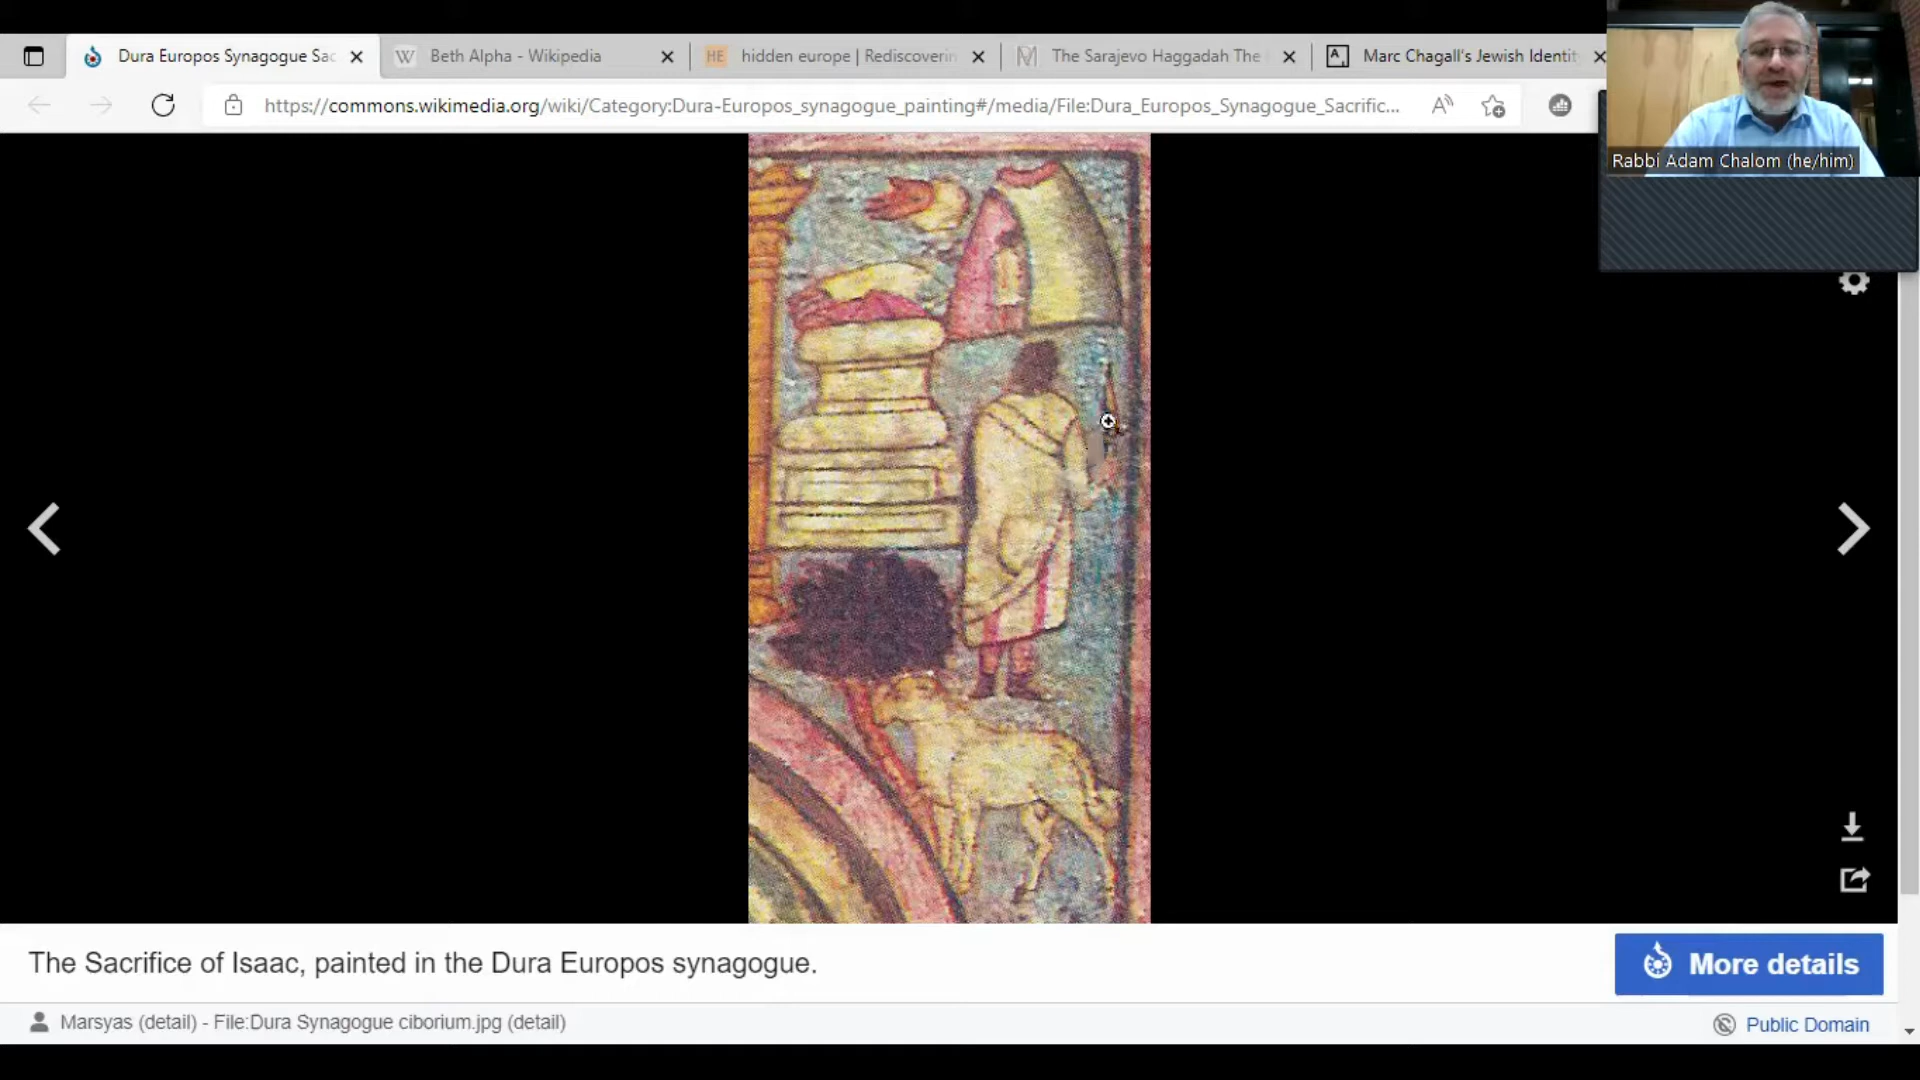 Dura Europos Synagogue Sac
Beth Alpha - Wikipedia
HE hidden europe | Rediscoverin
The Sarajevo Haggadah The
Marc Chagall's Jewish Identit
https://commons.wikimedia.org/wiki/Category:Dura-Europos_synagogue_painting#/media/File:Dura_Europos_Synagogue_Sacrific...
Rabbi Adam Chalom (he/him)
The Sacrifice of Isaac, painted in the Dura Europos synagogue.
More details
Marsyas (detail) - File:Dura Synagogue ciborium.jpg (detail)
Public Domain